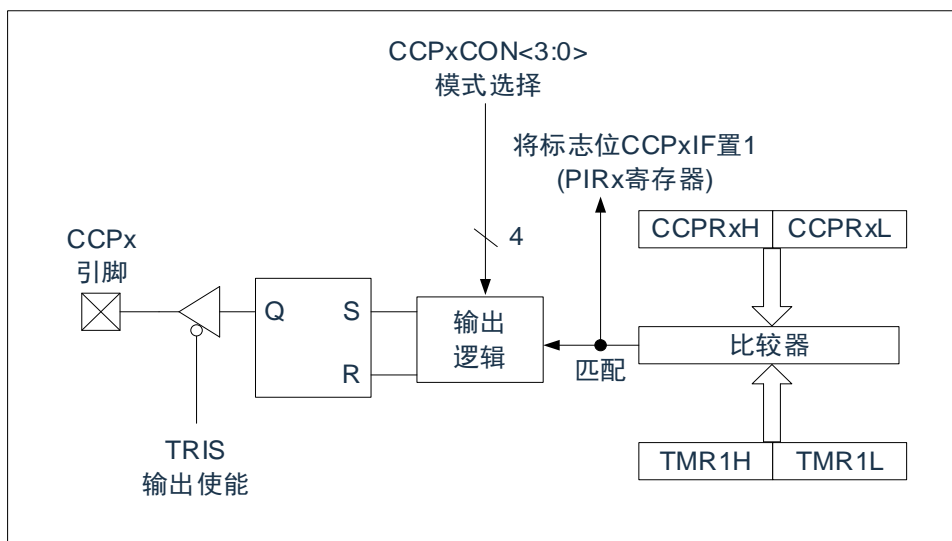 CCPxCON<3:0>
模式选择
将标志位CCPxIF置1
(PIRx寄存器)
4
CCPRxH CCPRxL
CCPx
引脚
Q S
R
输出
逻辑
比较器
匹配
TRIS
输出使能
TMR1H TMR1L